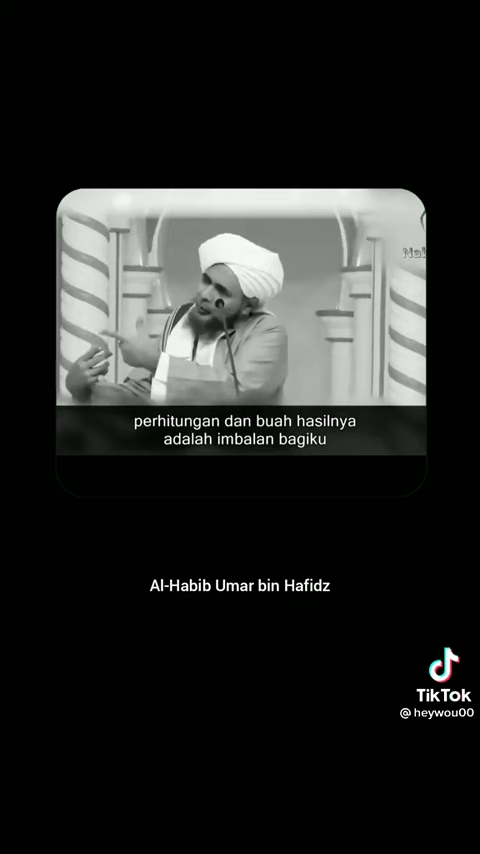 perhitungan dan buah hasilnya
adalah imbalan bagiku
Al-Habib Umar bin Hafidz
TikTok
@heywou00